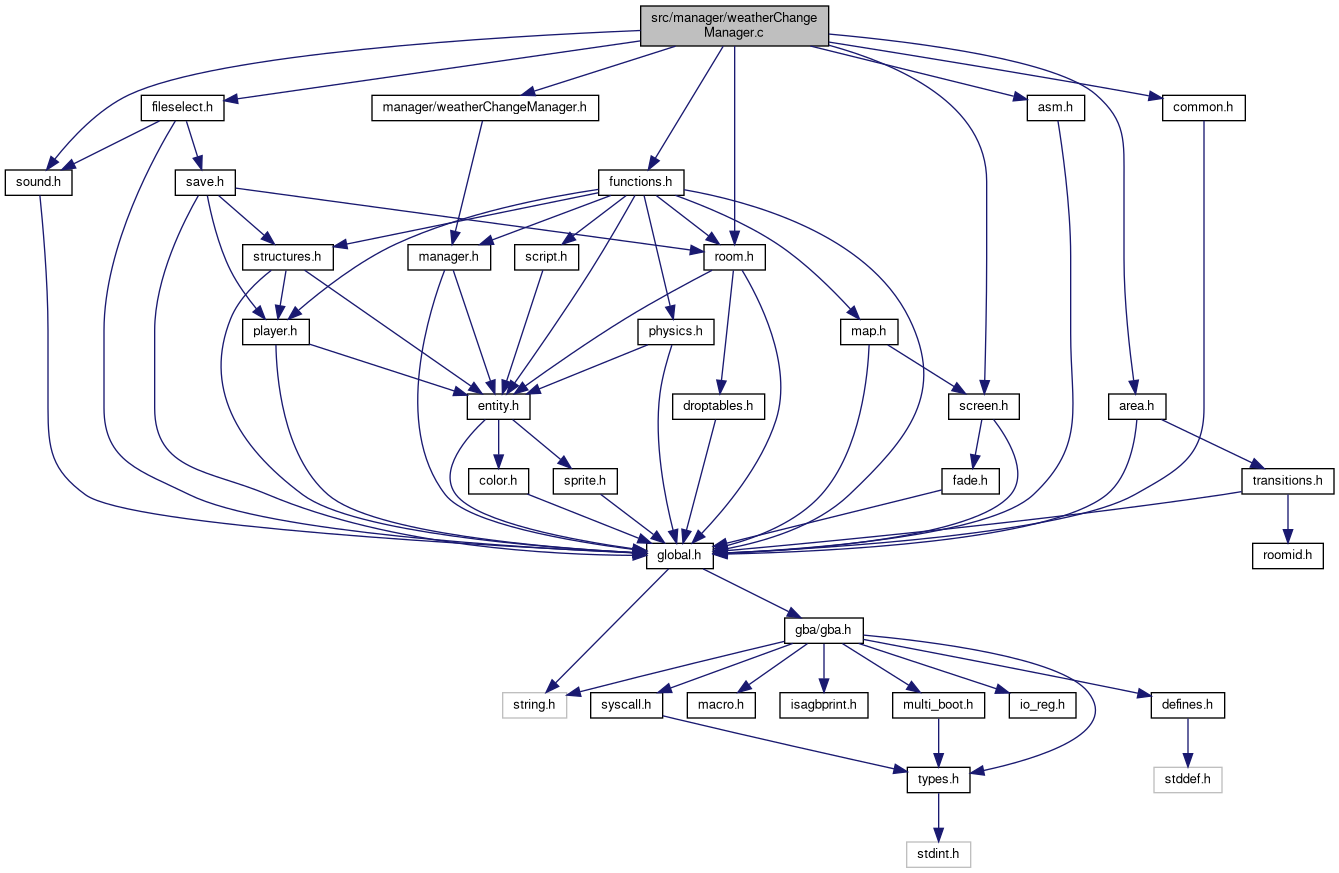 src/manager/weatherChange
Manager.c
fileselect.h
manager/weatherChangeManager.h
asm.h
common.h
sound.h
save.h
functions.h
structures.h
manager.h
script.h
room.h
player.h
physics.h
map.h
entity.h
droptables.h
screen.h
area.h
color.h
sprite.h
fade.h
transitions.h
global.h
roomid.h
gba/gba.h
string.h
syscall.h
macro.h
isagbprint.h
multi_boot.h
io_reg.h
defines.h
types.h
stddef.h
stdint.h